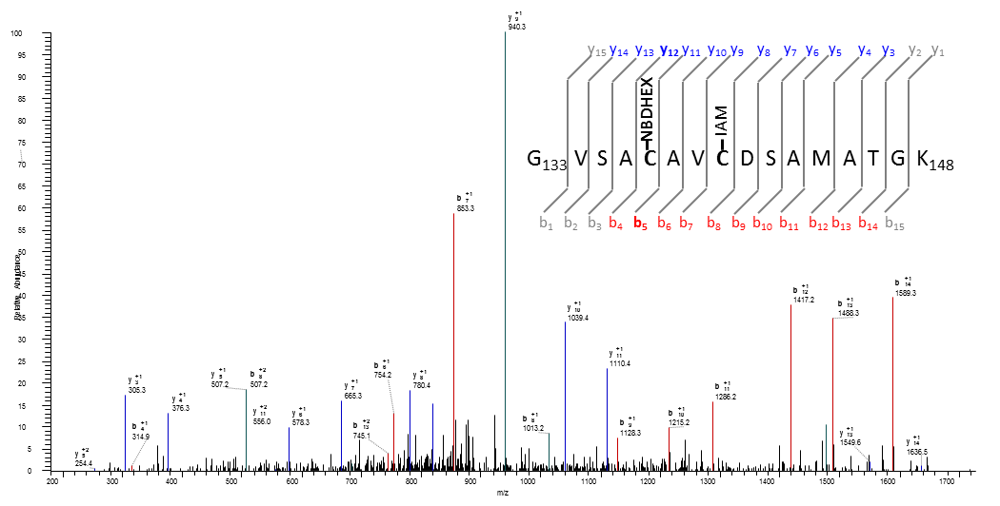 y15 y14 y13 y12 y11 y10 y9 y8 y7 y6 y5 y4 y3 y2 y1
NBDHEX
IAM
G133 V S A C A V C D S A M A T G K148
b1 b2 b3 b4 b5 b6 b7 b8 b9 b10 b11 b12 b13 b14 b15
Relative Abundance
100
95
90
85
80
75
70
65
60
55
50
45
40
35
30
25
20
15
10
5
0
y5+2
254.4
y3+1
305.3
b4+1
314.9
y4+1
376.3
y5+1
507.2
b8+2
507.2
y11+2
556.0
y6+1
578.3
y7+1
665.3
b13+2
745.1
b6+1
754.2
y8+1
780.4
b7+1
853.3
y9+1
940.3
b8+1
1013.2
y10+1
1039.4
y11+1
1110.4
b9+1
1128.3
b10+1
1215.2
b11+1
1286.2
b12+1
1417.2
b13+1
1488.3
y13+1
1549.6
b14+1
1589.3
y14+1
1636.5
200 300 400 500 600 700 800 900 1000 1100 1200 1300 1400 1500 1600 1700
m/z